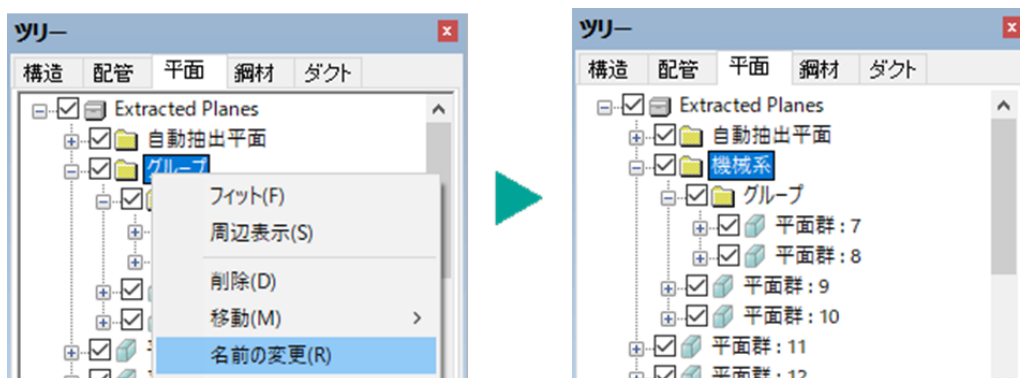 ツリー
構造 配管 平面 鋼材 ダクト
Extracted Planes
自動抽出平面
グループ
フィット(F)
周辺表示(S)
削除(D)
移動(M)
名前の変更(R)
ツリー
構造 配管 平面 鋼材 ダクト
Extracted Planes
自動抽出平面
機械系
グループ
平面群 : 7
平面群 : 8
平面群 : 9
平面群 : 10
平面群 : 11
平面群 : 12